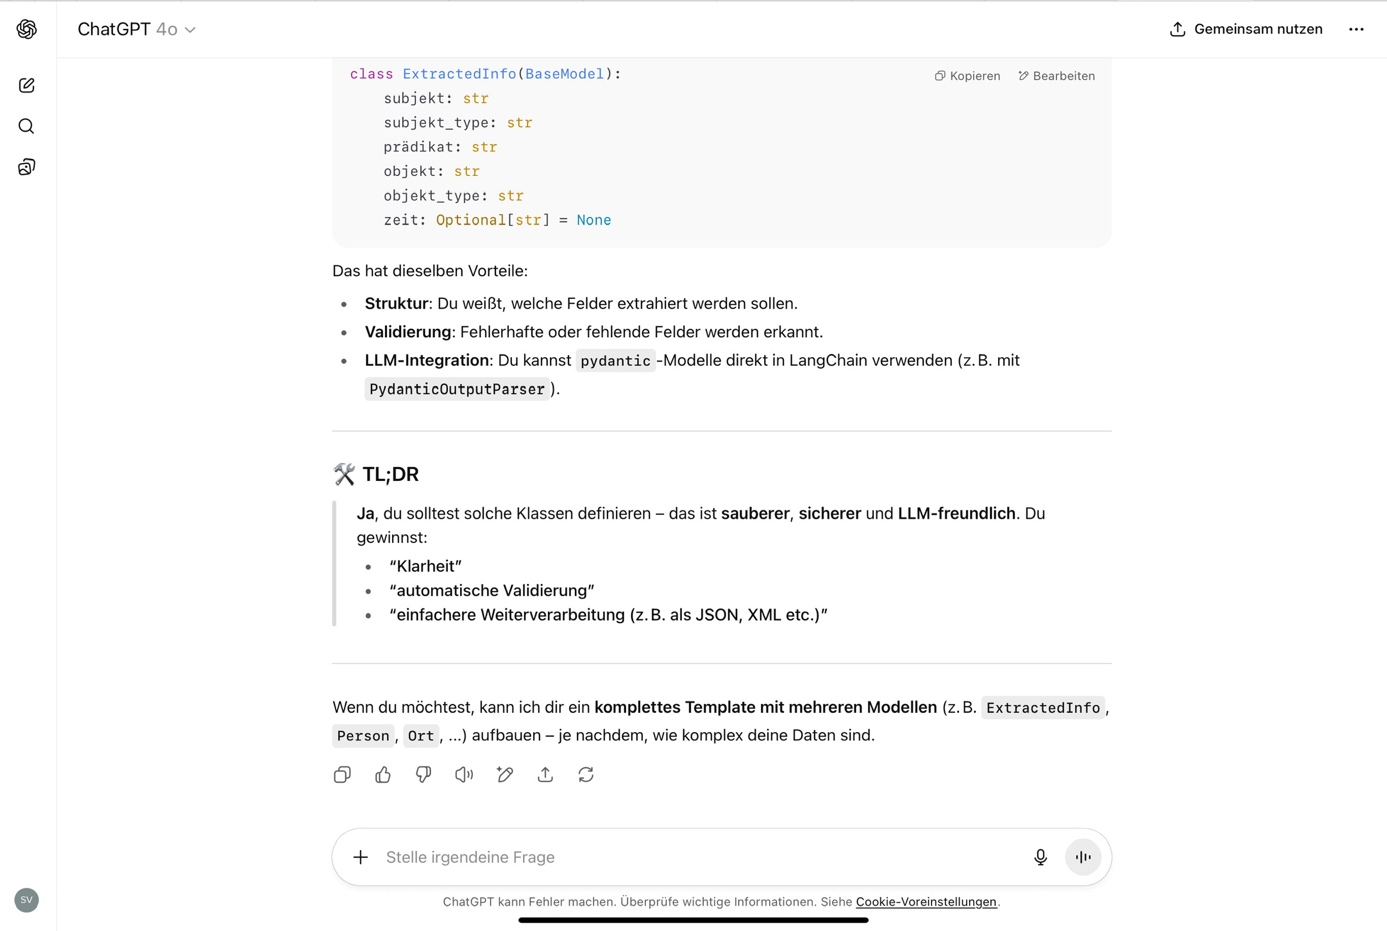 ChatGPT 4o
Gemeinsam nutzen
class ExtractedInfo(BaseModel):
Kopieren
Bearbeiten
subjekt: str
subjekt_type: str
prädikat: str
objekt: str
objekt_type: str
zeit: Optional[str] = None
Das hat dieselben Vorteile:
• Struktur: Du weißt, welche Felder extrahiert werden sollen.
• Validierung: Fehlerhafte oder fehlende Felder werden erkannt.
• LLM-Integration: Du kannst pydantic-Modelle direkt in LangChain verwenden (z. B. mit
PydanticOutputParser).
🛠 TL;DR
Ja, du solltest solche Klassen definieren – das ist sauberer, sicherer und LLM-freundlich. Du
gewinnst:
• “Klarheit”
• “automatische Validierung”
• “einfachere Weiterverarbeitung (z. B. als JSON, XML etc.)”
Wenn du möchtest, kann ich dir ein komplettes Template mit mehreren Modellen (z. B. ExtractedInfo,
Person, Ort, ...) aufbauen – je nachdem, wie komplex deine Daten sind.
Stelle irgendeine Frage
SV
ChatGPT kann Fehler machen. Überprüfe wichtige Informationen. Siehe Cookie-Voreinstellungen.